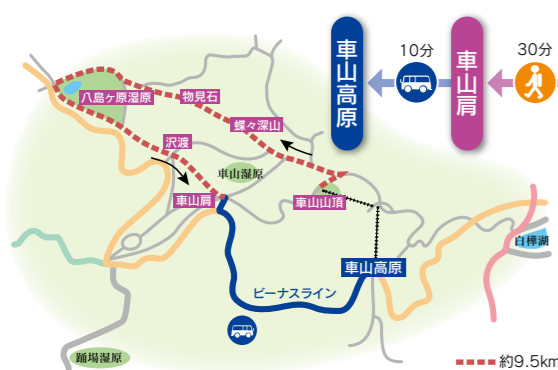 車山高原
10分
車山肩
30分
八島ヶ原湿原
物見石
蝶々深山
沢渡
車山湿原
車山肩
車山山頂
白樺湖
車山高原
ビーナスライン
踊場湿原
約9.5km